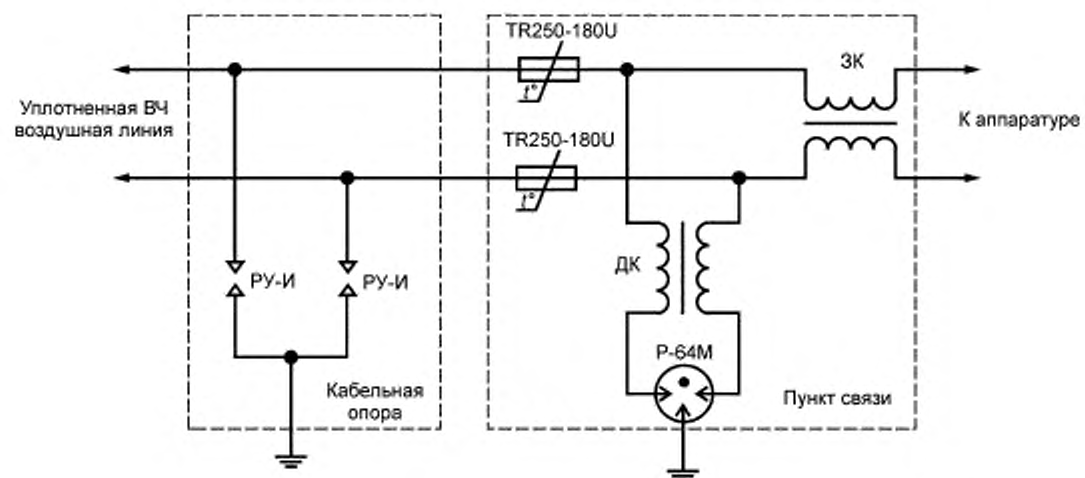 TR250-180U
ЗК
t°
Уплотненная ВЧ
воздушная линия
К аппаратуре
TR250-180U
t°
ДК
РУ-И
РУ-И
Р-64М
Кабельная
опора
Пункт связи